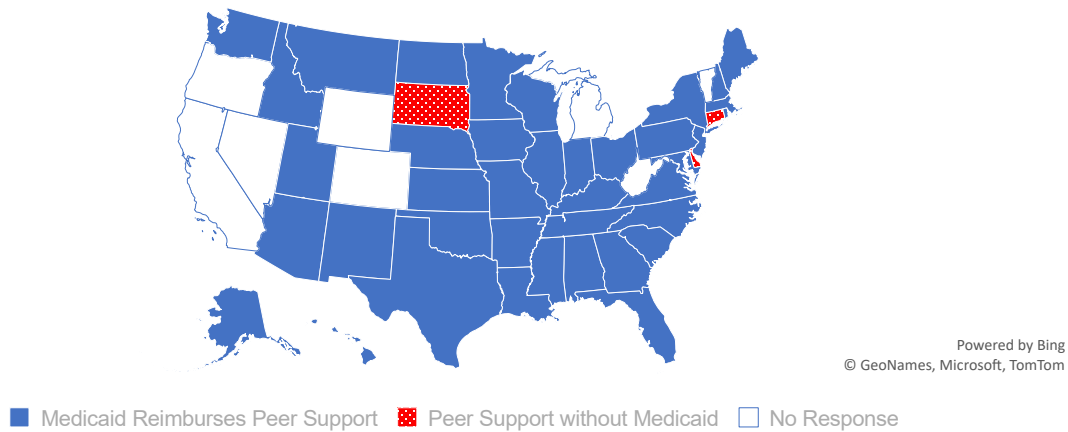 Powered by Bing
© GeoNames, Microsoft, TomTom
Medicaid Reimburses Peer Support Peer Support without Medicaid No Response